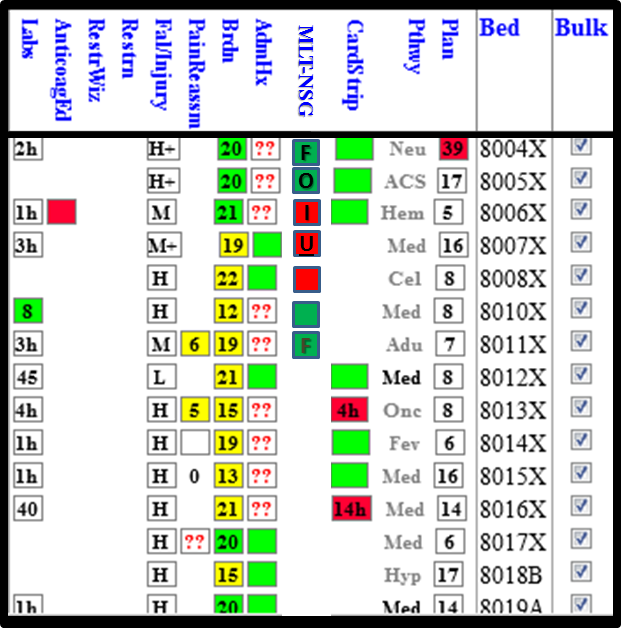 Labs AnticoagEd RestrWiz Restrn Fal/Injury PainReassm Brdn AdmHx MLT-NSG CardStrip Pthwy Plan Bed Bulk
2h H+ 20 ?? F Neu 39 8004X
H+ 20 ?? O ACS 17 8005X
1h M 21 ?? I Hem 5 8006X
3h M+ 19 U Med 16 8007X
H 22 Cel 8 8008X
8 H 12 ?? Med 8 8010X
3h M 6 19 ?? F Adu 7 8011X
45 L 21 Med 8 8012X
4h H 5 15 ?? 4h Onc 8 8013X
1h H 19 ?? Fev 6 8014X
1h H 0 13 ?? Med 16 8015X
40 H 21 ?? 14h Med 14 8016X
H ?? 20 Med 6 8017X
H 15 Hyp 17 8018B
1h H 20 Med 14 8019A